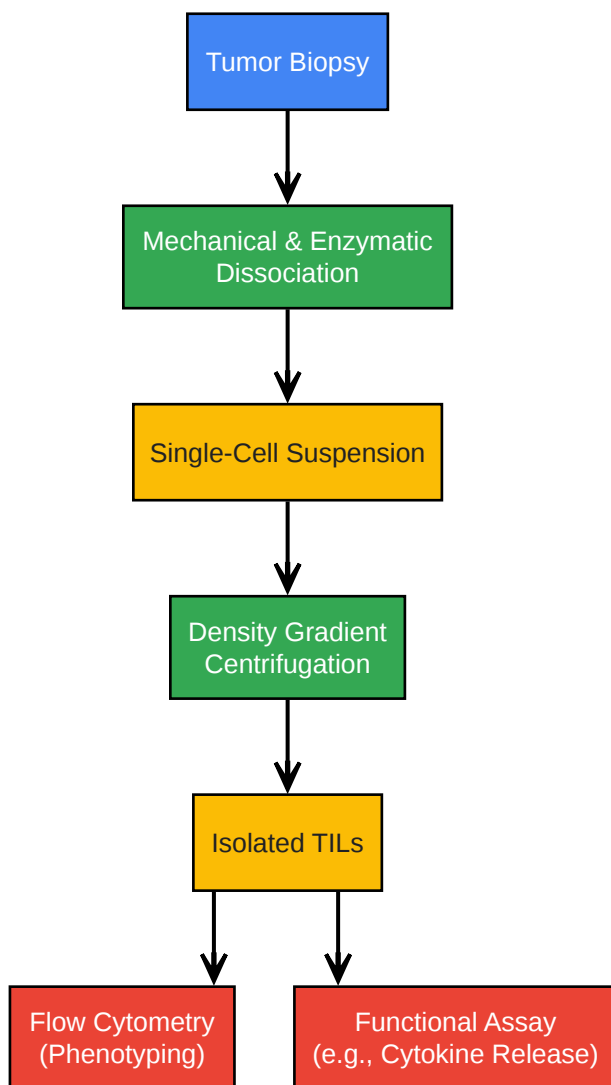 Tumor Biopsy
Mechanical & Enzymatic
Dissociation
Single-Cell Suspension
Density Gradient
Centrifugation
Isolated TILs
Flow Cytometry
(Phenotyping)
Functional Assay
(e.g., Cytokine Release)